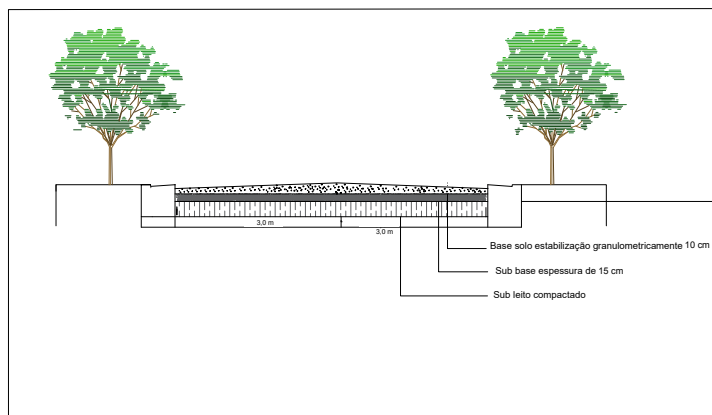 3,0 m
3,0 m
Base solo estabilização granulometricamente 10 cm
Sub base espessura de 15 cm
Sub leito compactado